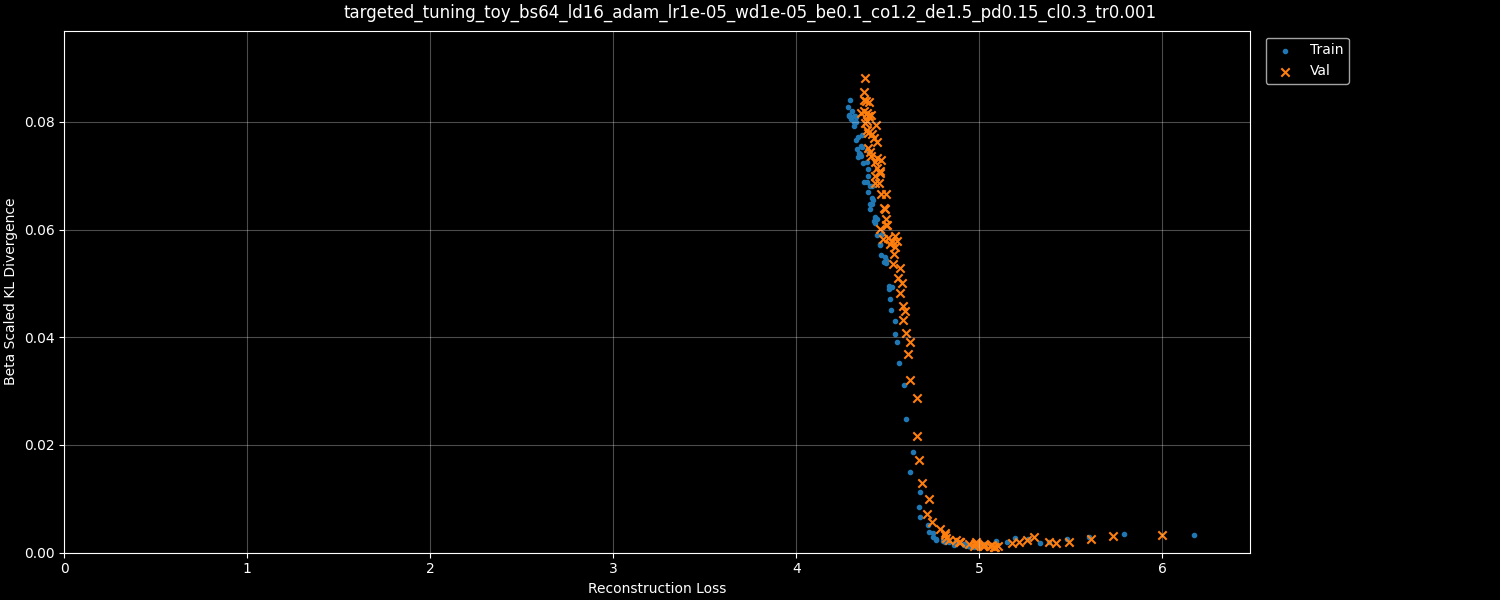 targeted_tuning_toy_bs64_ld16_adam_lr1e-05_wd1e-05_be0.1_co1.2_de1.5_pd0.15_cl0.3_tr0.001
Train
Val
Beta Scaled KL Divergence
0.08
0.06
0.04
0.02
0.00
0 1 2 3 4 5 6
Reconstruction Loss